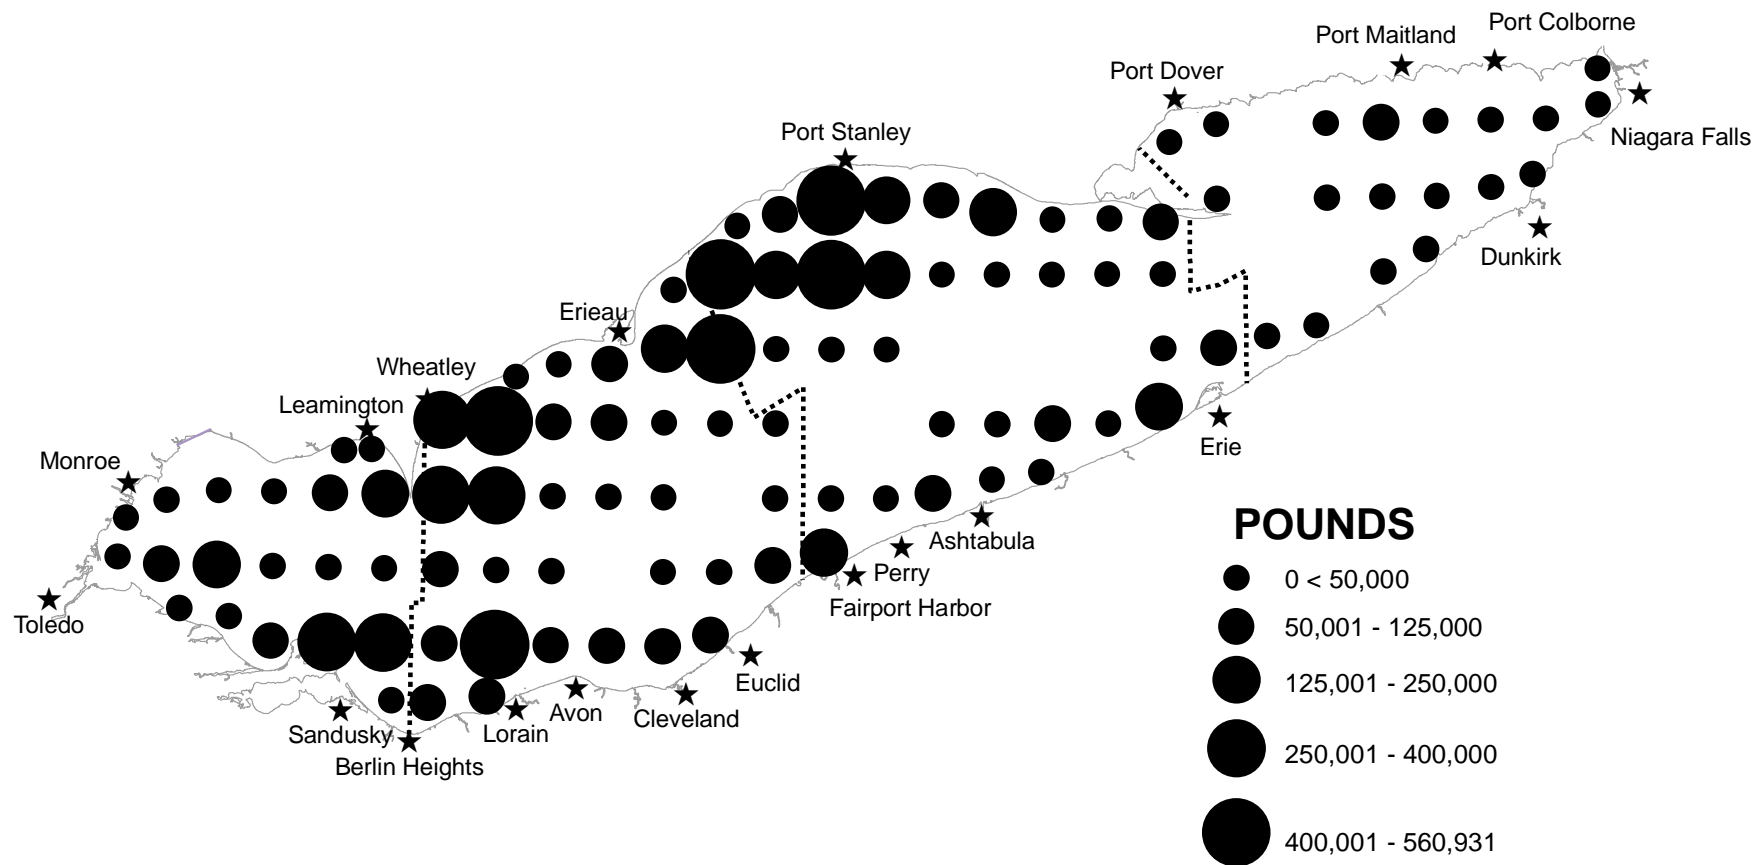 Port Colborne
Port Maitland
Port Dover
Port Stanley
Niagara Falls
Dunkirk
Erieau
Wheatley
Leamington
Erie
Monroe
POUNDS
Ashtabula
Perry
0 < 50,000
Fairport Harbor
Toledo
50,001 - 125,000
Euclid
125,001 - 250,000
Avon
Cleveland
Lorain
Sandusky
250,001 - 400,000
Berlin Heights
400,001 - 560,931